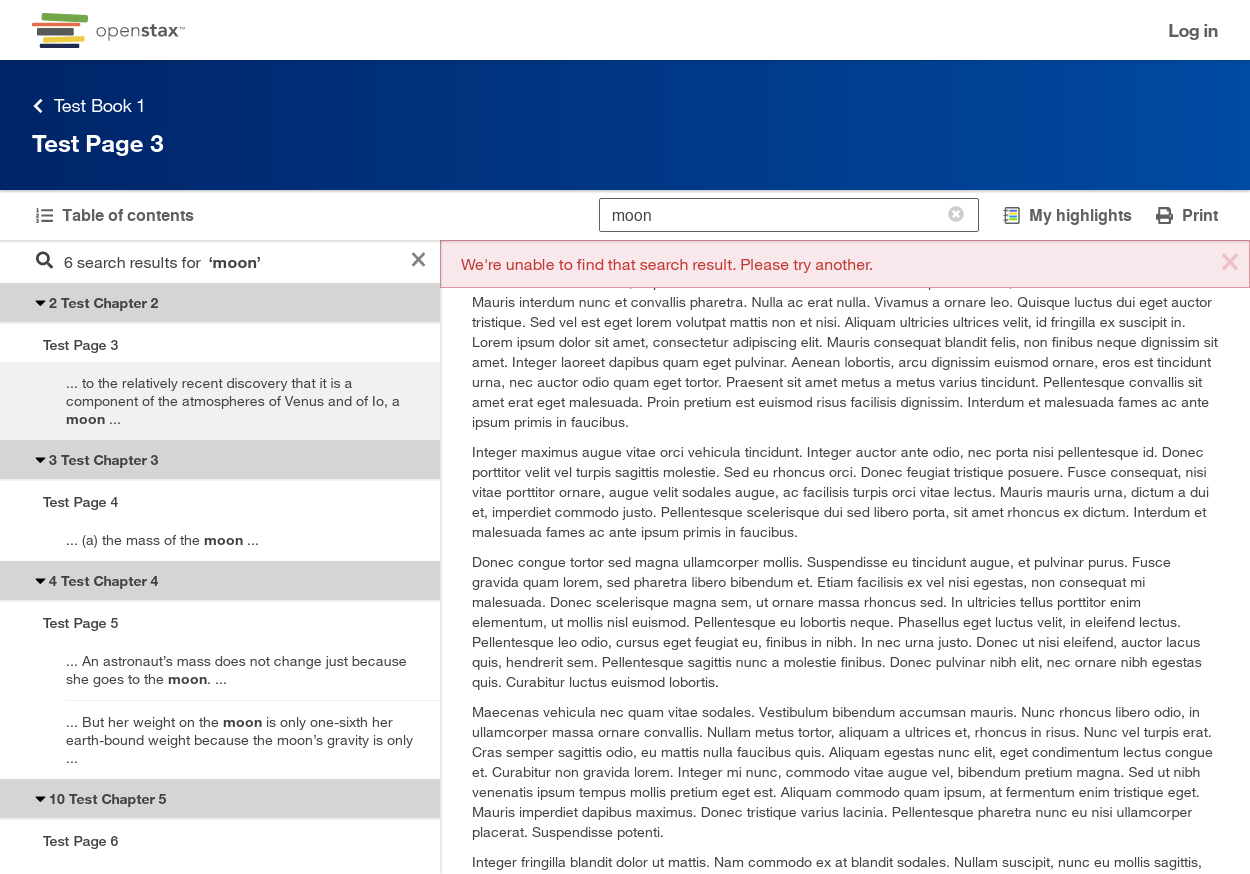 openstax™
Log in
Test Book 1
Test Page 3
Table of contents
moon
My highlights
Print
6 search results for ‘moon’
2 Test Chapter 2
Test Page 3
... to the relatively recent discovery that it is a
component of the atmospheres of Venus and of Io, a
moon ...
3 Test Chapter 3
Test Page 4
... (a) the mass of the moon ...
4 Test Chapter 4
Test Page 5
... An astronaut’s mass does not change just because
she goes to the moon. ...
... But her weight on the moon is only one-sixth her
earth-bound weight because the moon’s gravity is only
...
10 Test Chapter 5
Test Page 6
We're unable to find that search result. Please try another.
Mauris interdum nunc et convallis pharetra. Nulla ac erat nulla. Vivamus a ornare leo. Quisque luctus dui eget auctor
tristique. Sed vel est eget lorem volutpat mattis non et nisi. Aliquam ultricies ultrices velit, id fringilla ex suscipit in.
Lorem ipsum dolor sit amet, consectetur adipiscing elit. Mauris consequat blandit felis, non finibus neque dignissim sit
amet. Integer laoreet dapibus quam eget pulvinar. Aenean lobortis, arcu dignissim euismod ornare, eros est tincidunt
urna, nec auctor odio quam eget tortor. Praesent sit amet metus a metus varius tincidunt. Pellentesque convallis sit
amet erat eget malesuada. Proin pretium est euismod risus facilisis dignissim. Interdum et malesuada fames ac ante
ipsum primis in faucibus.
Integer maximus augue vitae orci vehicula tincidunt. Integer auctor ante odio, nec porta nisi pellentesque id. Donec
porttitor velit vel turpis sagittis molestie. Sed eu rhoncus orci. Donec feugiat tristique posuere. Fusce consequat, nisi
vitae porttitor ornare, augue velit sodales augue, ac facilisis turpis orci vitae lectus. Mauris mauris urna, dictum a dui
et, imperdiet commodo justo. Pellentesque scelerisque dui sed libero porta, sit amet rhoncus ex dictum. Interdum et
malesuada fames ac ante ipsum primis in faucibus.
Donec congue tortor sed magna ullamcorper mollis. Suspendisse eu tincidunt augue, et pulvinar purus. Fusce
gravida quam lorem, sed pharetra libero bibendum et. Etiam facilisis ex vel nisi egestas, non consequat mi
malesuada. Donec scelerisque magna sem, ut ornare massa rhoncus sed. In ultricies tellus porttitor enim
elementum, ut mollis nisl euismod. Pellentesque eu lobortis neque. Phasellus eget luctus velit, in eleifend lectus.
Pellentesque leo odio, cursus eget feugiat eu, finibus in nibh. In nec urna justo. Donec ut nisi eleifend, auctor lacus
quis, hendrerit sem. Pellentesque sagittis nunc a molestie finibus. Donec pulvinar nibh elit, nec ornare nibh egestas
quis. Curabitur luctus euismod lobortis.
Maecenas vehicula nec quam vitae sodales. Vestibulum bibendum accumsan mauris. Nunc rhoncus libero odio, in
ullamcorper massa ornare convallis. Nullam metus tortor, aliquam a ultrices et, rhoncus in risus. Nunc vel turpis erat.
Cras semper sagittis odio, eu mattis nulla faucibus quis. Aliquam egestas nunc elit, eget condimentum lectus congue
et. Curabitur non gravida lorem. Integer mi nunc, commodo vitae augue vel, bibendum pretium magna. Sed ut nibh
venenatis ipsum tempus mollis pretium eget est. Aliquam commodo quam ipsum, at fermentum enim tristique eget.
Mauris imperdiet dapibus maximus. Donec tristique varius lacinia. Pellentesque pharetra nunc eu nisi ullamcorper
placerat. Suspendisse potenti.
Integer fringilla blandit dolor ut mattis. Nam commodo ex at blandit sodales. Nullam suscipit, nunc eu mollis sagittis,